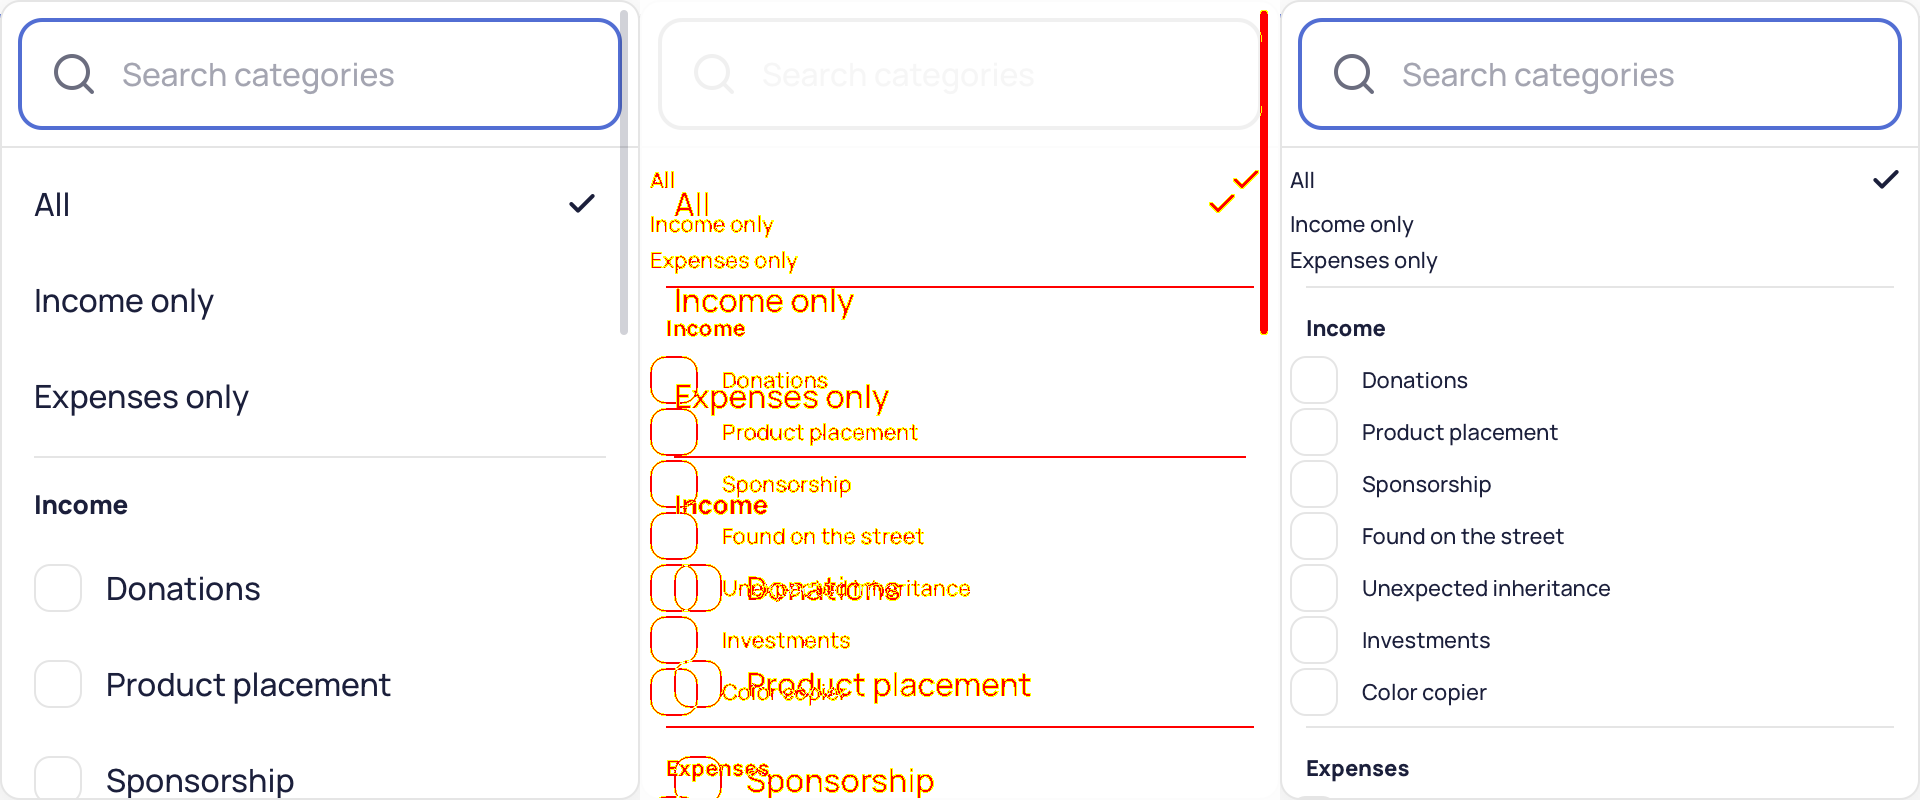 Search categories
All
Income only
Expenses only
Income
Donations
Product placement
Sponsorship
Search categories
All
All
Income only
Expenses only
Income only
Income
Donations
Expenses only
Product placement
Sponsorship
Income
Found on the street
Unexpected inheritance
Donations
Investments
Product placement
Color copier
Expenses
Sponsorship
Search categories
All
Income only
Expenses only
Income
Donations
Product placement
Sponsorship
Found on the street
Unexpected inheritance
Investments
Color copier
Expenses